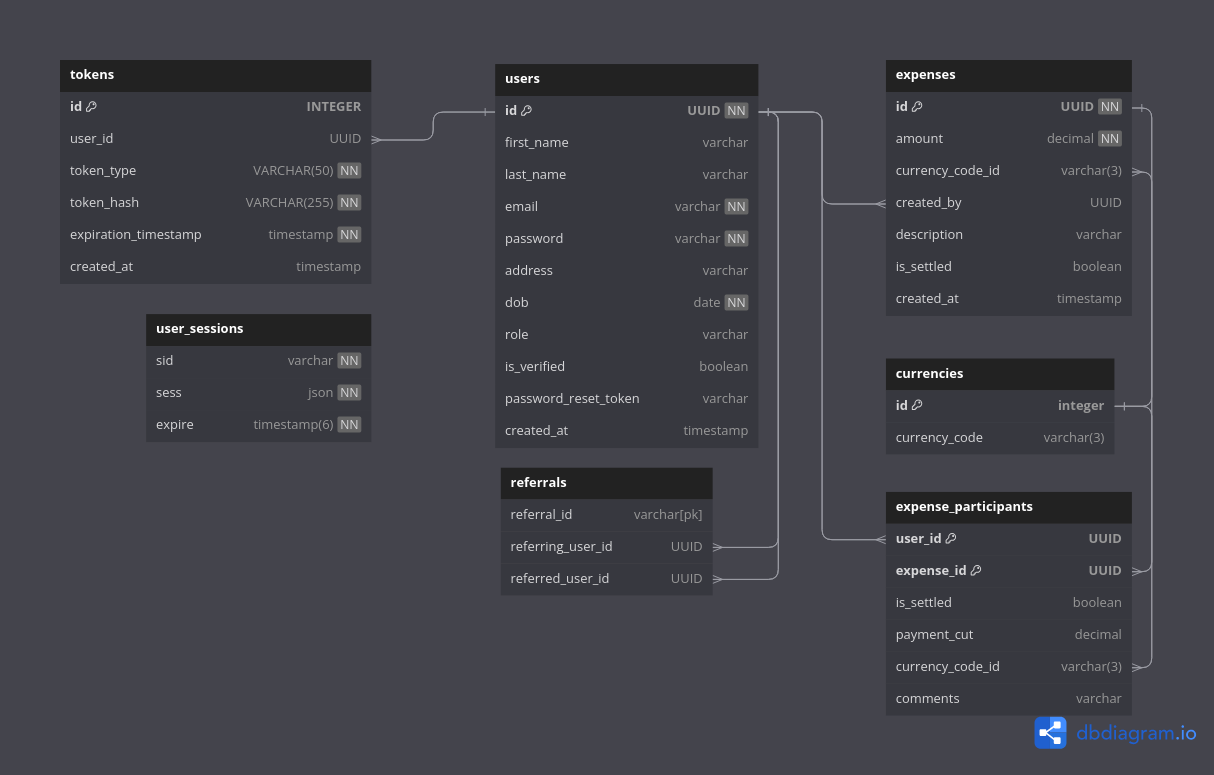 tokens
id INTEGER
user_id UUID
token_type VARCHAR(50) NN
token_hash VARCHAR(255) NN
expiration_timestamp timestamp NN
created_at timestamp
user_sessions
sid varchar NN
sess json NN
expire timestamp(6) NN
users
id UUID NN
first_name varchar
last_name varchar
email varchar NN
password varchar NN
address varchar
dob date NN
role varchar
is_verified boolean
password_reset_token varchar
created_at timestamp
referrals
referral_id varchar[pk]
referring_user_id UUID
referred_user_id UUID
expenses
id UUID NN
amount decimal NN
currency_code_id varchar(3)
created_by UUID
description varchar
is_settled boolean
created_at timestamp
currencies
id integer
currency_code varchar(3)
expense_participants
user_id UUID
expense_id UUID
is_settled boolean
payment_cut decimal
currency_code_id varchar(3)
comments varchar
dbdiagram.io